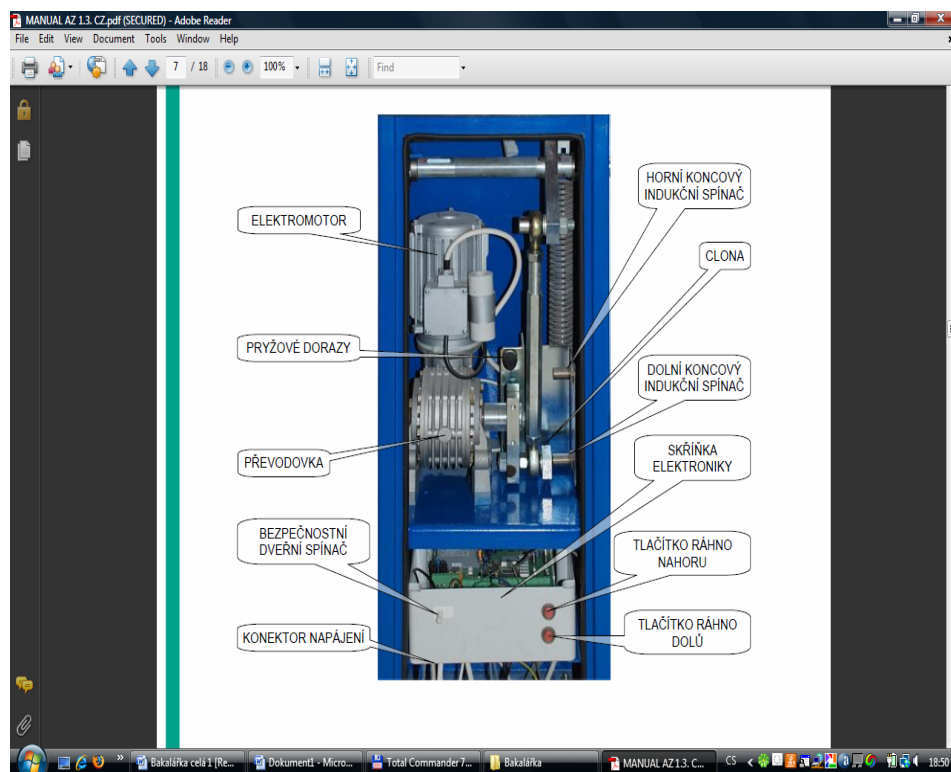 MANUAL AZ 1.3. CZ.pdf (SECURED) - Adobe Reader
File Edit View Document Tools Window Help
7 / 18 100% Find
HORNÍ KONCOVÝ
INDUKČNÍ SPÍNAČ
ELEKTROMOTOR
CLONA
PRYŽOVÉ DORAZY
DOLNÍ KONCOVÝ
INDUKČNÍ SPÍNAČ
PŘEVODOVKA
SKŘÍŇKA
ELEKTRONIKY
BEZPEČNOSTNÍ
DVEŘNÍ SPÍNAČ
TLAČÍTKO RÁHNO
NAHORU
KONEKTOR NAPÁJENÍ
TLAČÍTKO RÁHNO
DOLŮ
Bakalářka celá 1 [Re... Dokument1 - Micro... Total Commander 7... Bakalářka MANUAL AZ 1.3. C... CS